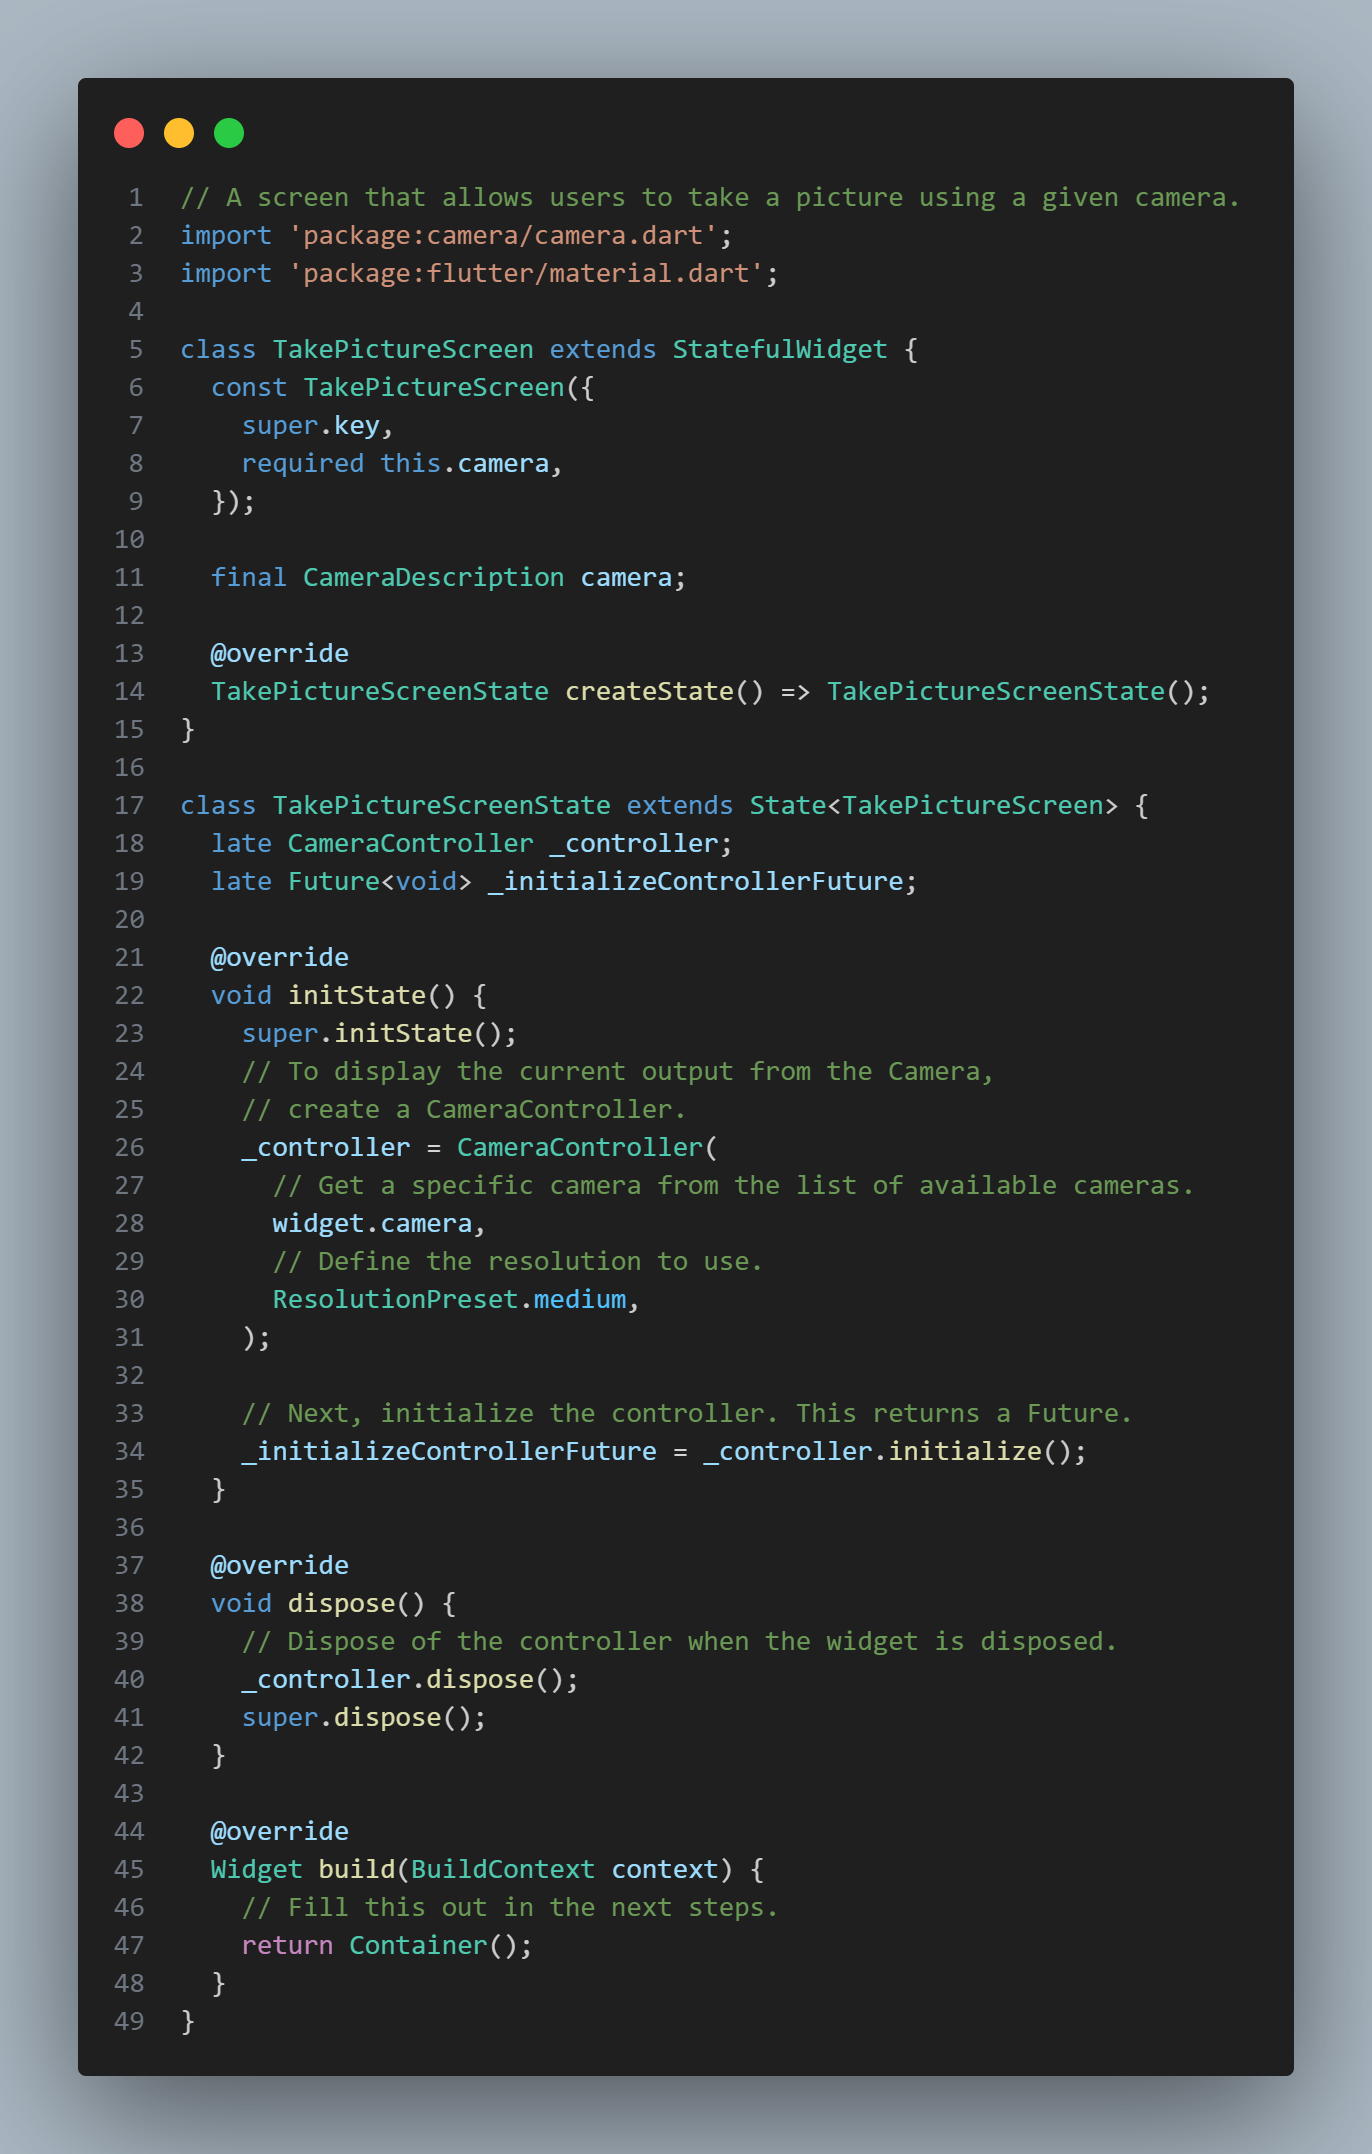 1 // A screen that allows users to take a picture using a given camera.
2 import 'package:camera/camera.dart';
3 import 'package:flutter/material.dart';
4
5 class TakePictureScreen extends StatefulWidget {
6   const TakePictureScreen({
7     super.key,
8     required this.camera,
9   });
10
11   final CameraDescription camera;
12
13   @override
14   TakePictureScreenState createState() => TakePictureScreenState();
15 }
16
17 class TakePictureScreenState extends State<TakePictureScreen> {
18   late CameraController _controller;
19   late Future<void> _initializeControllerFuture;
20
21   @override
22   void initState() {
23     super.initState();
24     // To display the current output from the Camera,
25     // create a CameraController.
26     _controller = CameraController(
27       // Get a specific camera from the list of available cameras.
28       widget.camera,
29       // Define the resolution to use.
30       ResolutionPreset.medium,
31     );
32
33     // Next, initialize the controller. This returns a Future.
34     _initializeControllerFuture = _controller.initialize();
35   }
36
37   @override
38   void dispose() {
39     // Dispose of the controller when the widget is disposed.
40     _controller.dispose();
41     super.dispose();
42   }
43
44   @override
45   Widget build(BuildContext context) {
46     // Fill this out in the next steps.
47     return Container();
48   }
49 }